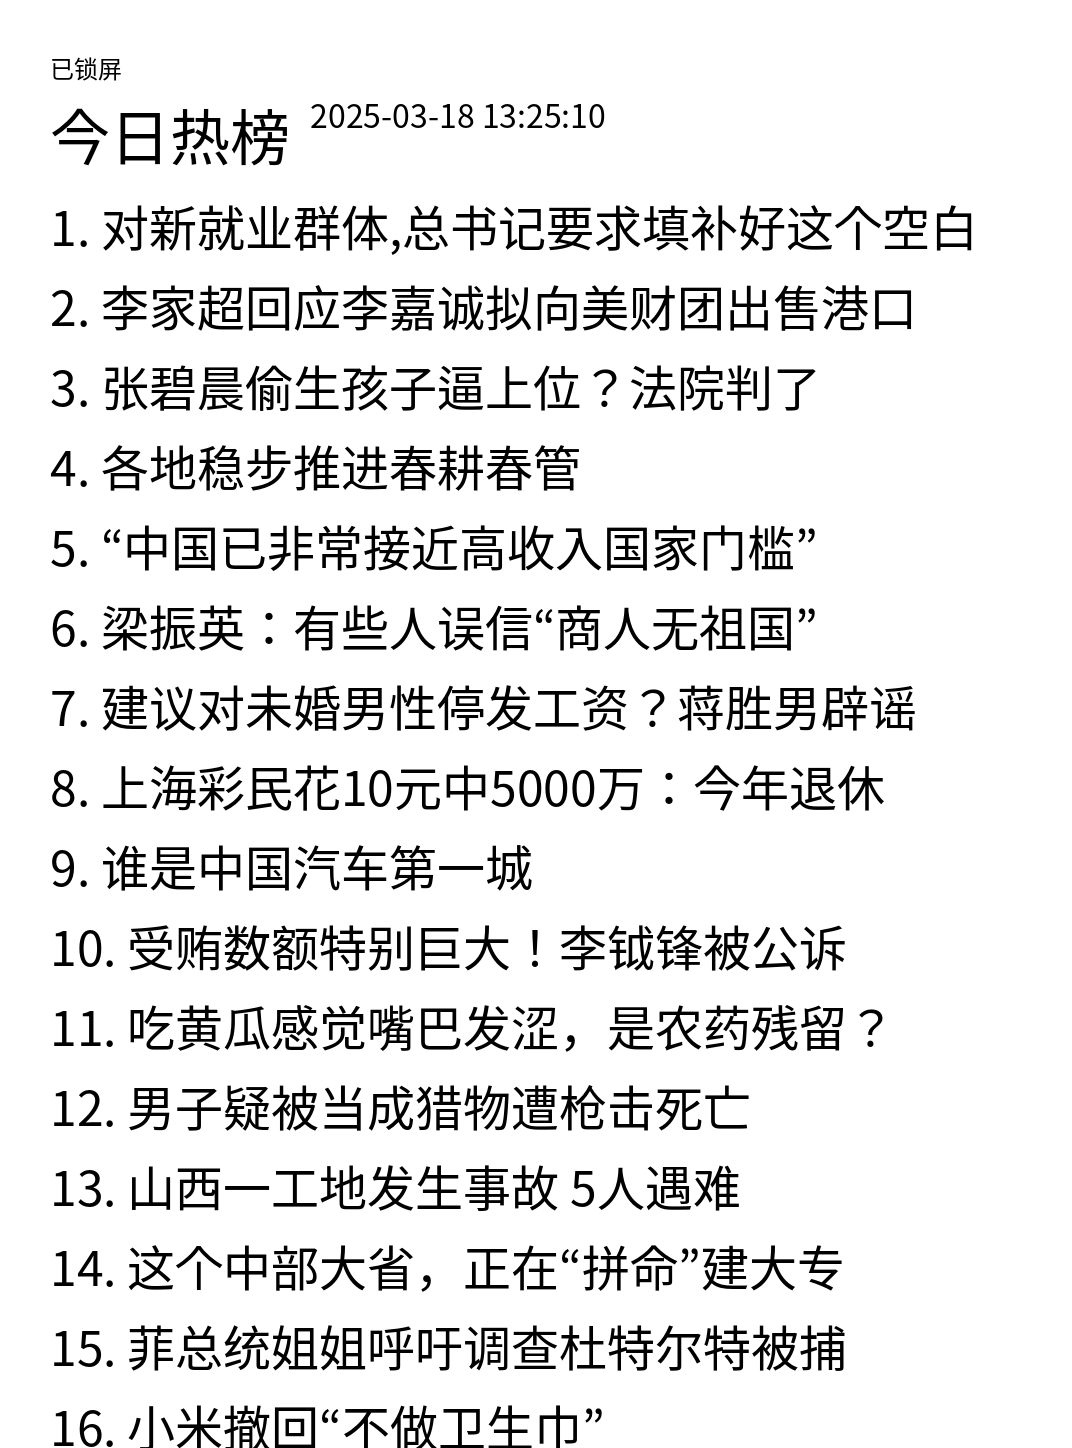 已锁屏
今日热榜 2025-03-18 13:25:10
1. 对新就业群体,总书记要求填补好这个空白
2. 李家超回应李嘉诚拟向美财团出售港口
3. 张碧晨偷生孩子逼上位？法院判了
4. 各地稳步推进春耕春管
5. “中国已非常接近高收入国家门槛”
6. 梁振英：有些人误信“商人无祖国”
7. 建议对未婚男性停发工资？蒋胜男辟谣
8. 上海彩民花10元中5000万：今年退休
9. 谁是中国汽车第一城
10. 受贿数额特别巨大！李钺锋被公诉
11. 吃黄瓜感觉嘴巴发涩，是农药残留？
12. 男子疑被当成猎物遭枪击死亡
13. 山西一工地发生事故 5人遇难
14. 这个中部大省，正在“拼命”建大专
15. 菲总统姐姐呼吁调查杜特尔特被捕
16. 小米撤回“不做卫生巾”